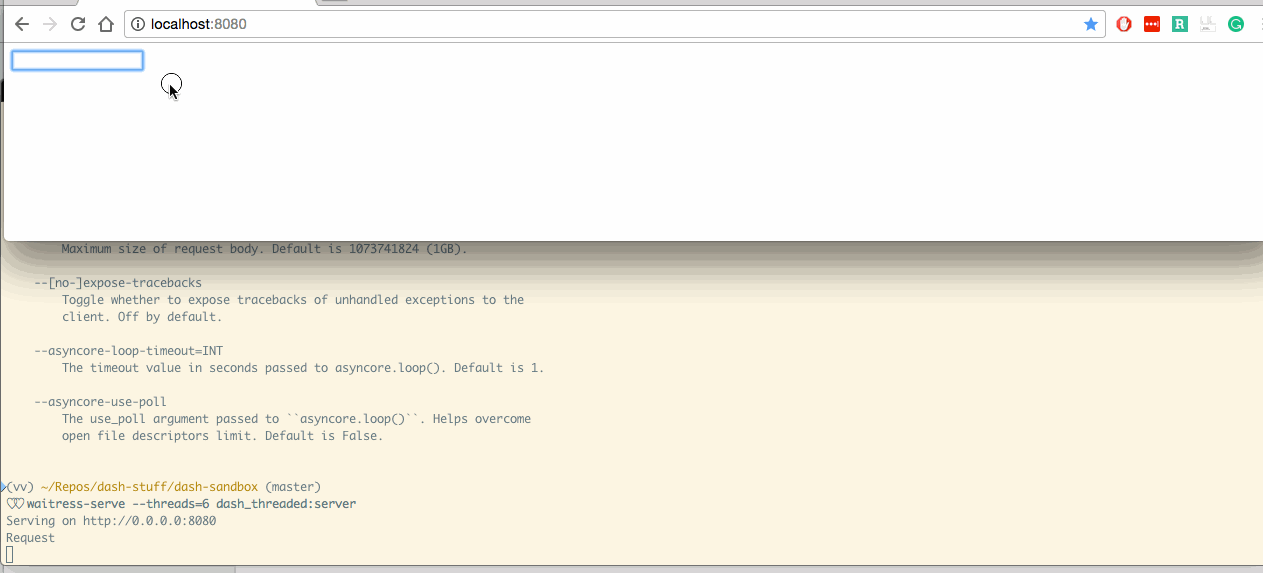 localhost:8080
Maximum size of request body. Default is 1073741824 (1GB).
--[no-]expose-tracebacks
Toggle whether to expose tracebacks of unhandled exceptions to the
client. Off by default.
--asyncore-loop-timeout=INT
The timeout value in seconds passed to asyncore.loop(). Default is 1.
--asyncore-use-poll
The use_poll argument passed to ``asyncore.loop()``. Helps overcome
open file descriptors limit. Default is False.
(vv) ~/Repos/dash-stuff/dash-sandbox (master)
waitress-serve --threads=6 dash_threaded:server
Serving on http://0.0.0.0:8080
Request